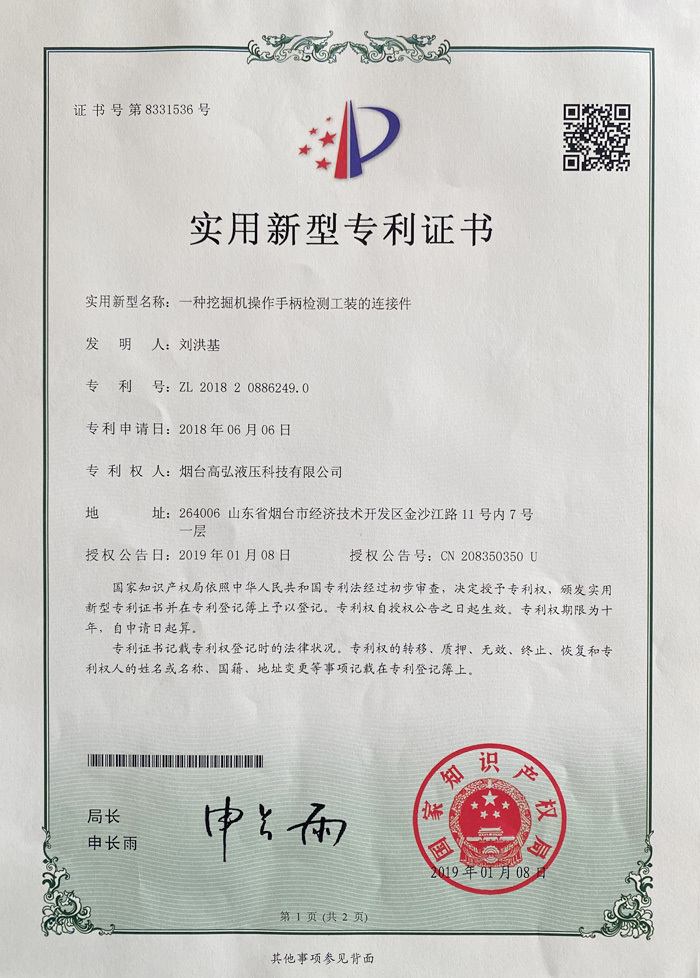 证书号第8331536号
实用新型专利证书
实用新型名称：一种挖掘机操作手柄检测工装的连接件
发明人：刘洪基
专利号：ZL 2018 2 0886249.0
专利申请日：2018年06月06日
专利权人：烟台高弘液压科技有限公司
地址：264006 山东省烟台市经济技术开发区金沙江路11号内7号
一层
授权公告日：2019年01月08日 授权公告号：CN 208350350 U
国家知识产权局依照中华人民共和国专利法经过初步审查，决定授予专利权，颁发实用
新型专利证书并在专利登记簿上予以登记。专利权自授权公告之日起生效。专利权期限为十
年，自申请日起算。
专利证书记载专利权登记时的法律状况。专利权的转移、质押、无效、终止、恢复和专
利权人的姓名或名称、国籍、地址变更等事项记载在专利登记簿上。
局长
申长雨
申长雨
国家知识产权局
2019年01月08日
第1页(共2页)
其他事项参见背面